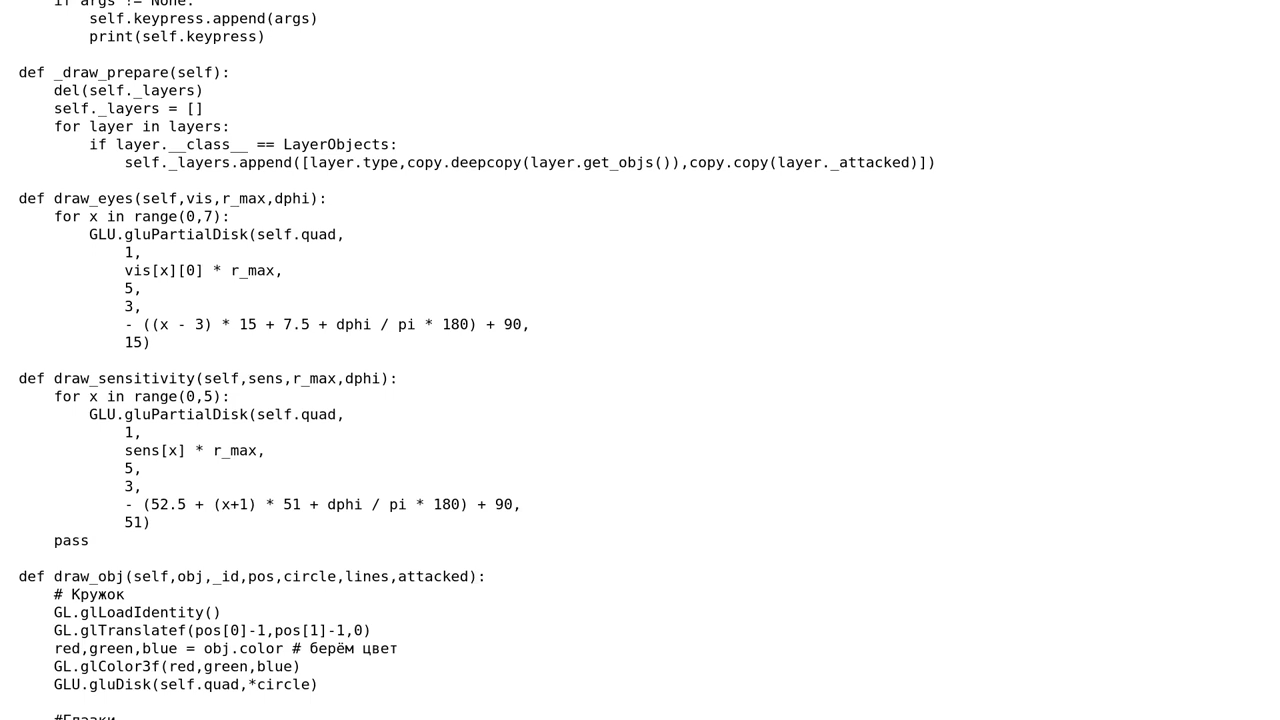 if args != None:
self.keypress.append(args)
print(self.keypress)
def _draw_prepare(self):
del(self._layers)
self._layers = []
for layer in layers:
if layer.__class__ == LayerObjects:
self._layers.append([layer.type,copy.deepcopy(layer.get_objs()),copy.copy(layer._attacked)])
def draw_eyes(self,vis,r_max,dphi):
for x in range(0,7):
GLU.gluPartialDisk(self.quad,
1,
vis[x][0] * r_max,
5,
3,
- ((x - 3) * 15 + 7.5 + dphi / pi * 180) + 90,
15)
def draw_sensitivity(self,sens,r_max,dphi):
for x in range(0,5):
GLU.gluPartialDisk(self.quad,
1,
sens[x] * r_max,
5,
3,
- (52.5 + (x+1) * 51 + dphi / pi * 180) + 90,
51)
pass
def draw_obj(self,obj,_id,pos,circle,lines,attacked):
# Кружок
GL.glLoadIdentity()
GL.glTranslatef(pos[0]-1,pos[1]-1,0)
red,green,blue = obj.color # берём цвет
GL.glColor3f(red,green,blue)
GLU.gluDisk(self.quad,*circle)
#Глазки